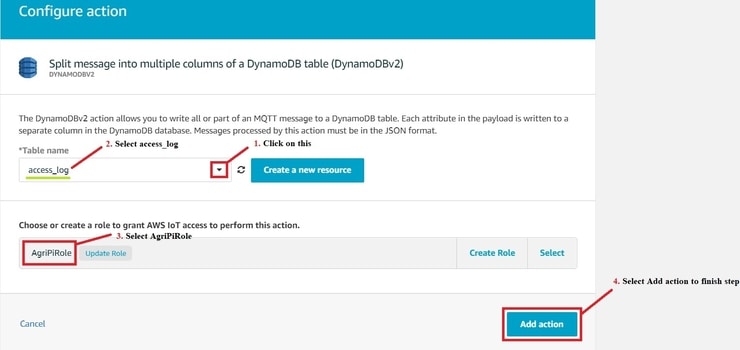 Configure action
Split message into multiple columns of a DynamoDB table (DynamoDBv2)
DYNAMODBV2
The DynamoDBv2 action allows you to write all or part of an MQTT message to a DynamoDB table. Each attribute in the payload is written to a
separate column in the DynamoDB database. Messages processed by this action must be in the JSON format.
*Table name
2. Select access_log
1. Click on this
access_log
Create a new resource
Choose or create a role to grant AWS IoT access to perform this action.
3. Select AgriPiRole
AgriPiRole
Update Role
Create Role
Select
4. Select Add action to finish step
Cancel
Add action